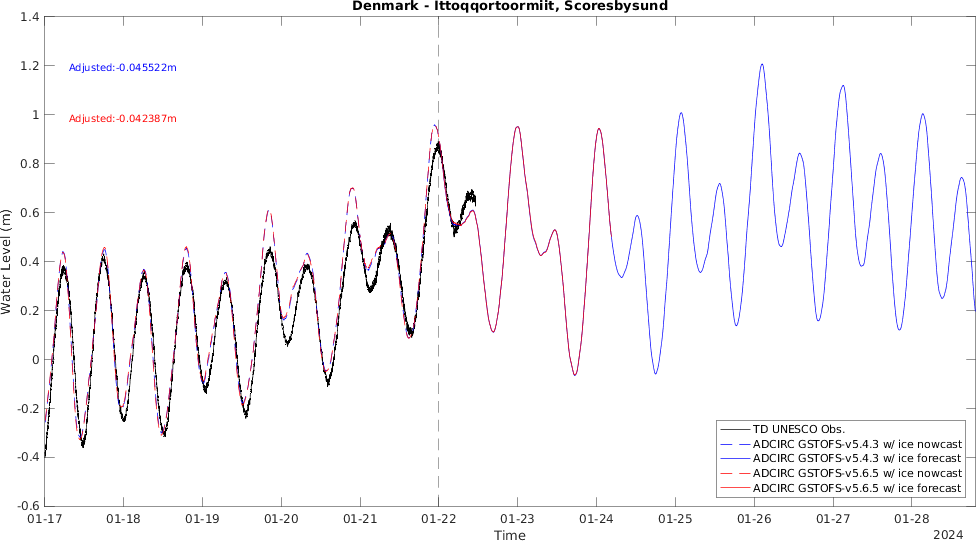 Denmark - Ittoqqortoormiit, Scoresbysund
1.4
1.2
1
0.8
0.6
0.4
0.2
0
-0.2
-0.4
-0.6
Water Level (m)
Adjusted:-0.045522m
Adjusted:-0.042387m
TD UNESCO Obs.
ADCIRC GSTOFS-v5.4.3 w/ ice nowcast
ADCIRC GSTOFS-v5.4.3 w/ ice forecast
ADCIRC GSTOFS-v5.6.5 w/ ice nowcast
ADCIRC GSTOFS-v5.6.5 w/ ice forecast
01-17 01-18 01-19 01-20 01-21 01-22 01-23 01-24 01-25 01-26 01-27 01-28
Time
2024